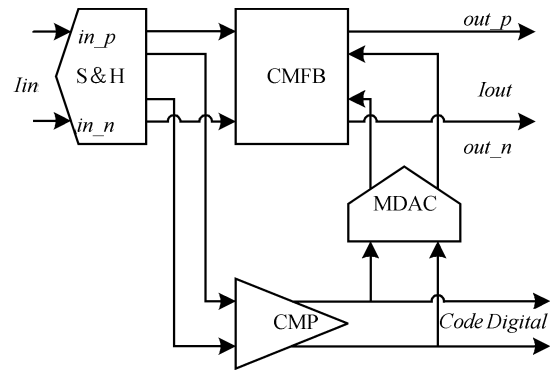 in_p
out_p
Iin
S&H
CMFB
Iout
in_n
out_n
MDAC
CMP
Code Digital